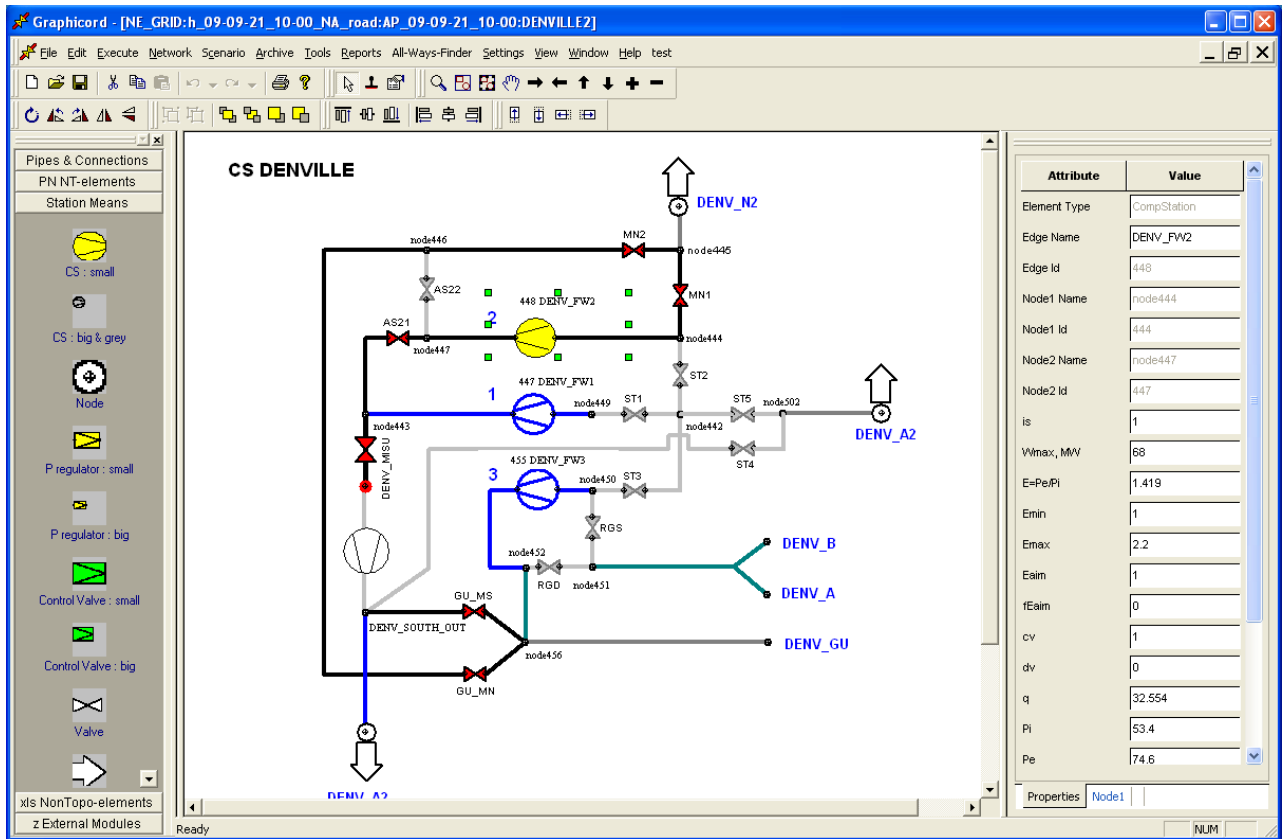 Graphicord - [NE_GRID:h_09-09-21_10-00_NA_road:AP_09-09-21_10-00:DENVILLE2]
File Edit Execute Network Scenario Archive Tools Reports All-Ways-Finder Settings View Window Help test
Pipes & Connections
PN NT-elements
Station Means
CS : small
CS : big & grey
Node
P regulator : small
P regulator : big
Control Valve : small
Control Valve : big
Valve
xls NonTopo-elements
z External Modules
CS DENVILLE
DENV_N2
node446
MN2
node445
AS22
MN1
448 DENV_FW2
2
AS21
node447
node444
ST2
447 DENV_FW1
1
node449
ST1
ST5
node502
node443
node442
DENV_A2
DENV_MISU
ST4
455 DENV_FW3
3
node450
ST3
RGS
node452
DENV_B
RGD
node451
DENV_A
GU_MS
DENV_SOUTH_OUT
DENV_GU
node456
GU_MN
DENV_A2
Attribute Value
Element Type CompStation
Edge Name DENV_FW2
Edge Id 448
Node1 Name node444
Node1 Id 444
Node2 Name node447
Node2 Id 447
is 1
Wmax, MW 68
E=Pe/Pi 1.419
Emin 1
Emax 2.2
Eaim 1
fEaim 0
cv 1
dv 0
q 32.554
Pi 53.4
Pe 74.6
Properties Node1
Ready NUM